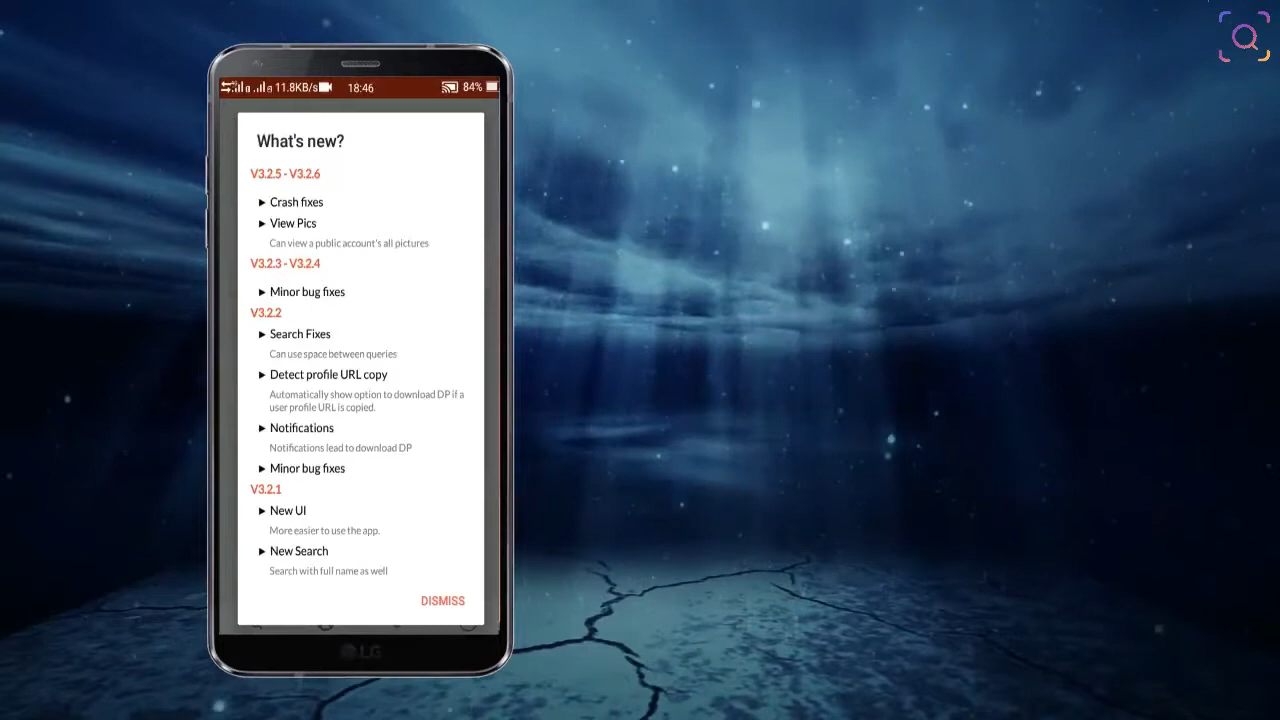 11.8KB/s 18:46 84%
What's new?
V3.2.5 - V3.2.6
► Crash fixes
► View Pics
Can view a public account's all pictures
V3.2.3 - V3.2.4
► Minor bug fixes
V3.2.2
► Search Fixes
Can use space between queries
► Detect profile URL copy
Automatically show option to download DP if a
user profile URL is copied.
► Notifications
Notifications lead to download DP
► Minor bug fixes
V3.2.1
► New UI
More easier to use the app.
► New Search
Search with full name as well
DISMISS
LG